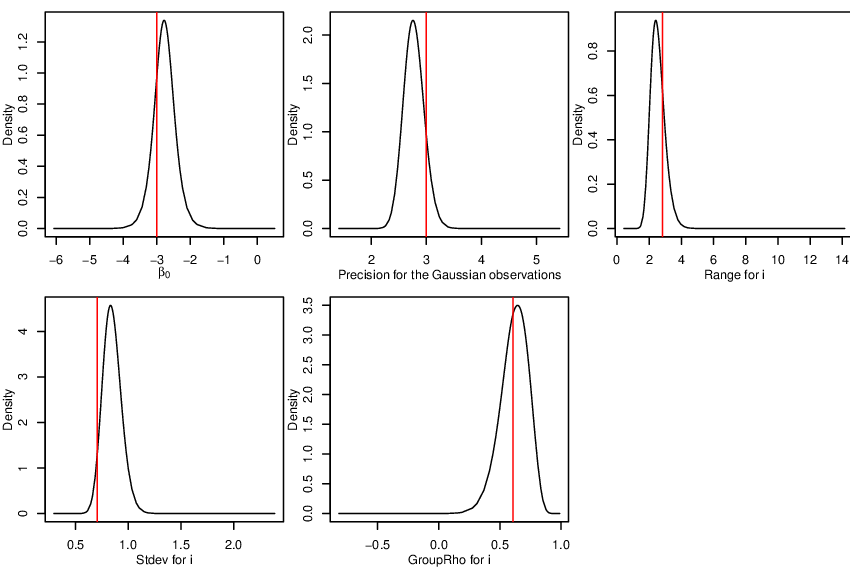 Density
0.0 0.2 0.4 0.6 0.8 1.0 1.2
−6 −5 −4 −3 −2 −1 0
β₀
Density
0.0 0.5 1.0 1.5 2.0
2 3 4 5
Precision for the Gaussian observations
Density
0.0 0.2 0.4 0.6 0.8
0 2 4 6 8 10 12 14
Range for i
Density
0 1 2 3 4
0.5 1.0 1.5 2.0
Stdev for i
Density
0.0 0.5 1.0 1.5 2.0 2.5 3.0 3.5
−0.5 0.0 0.5 1.0
GroupRho for i